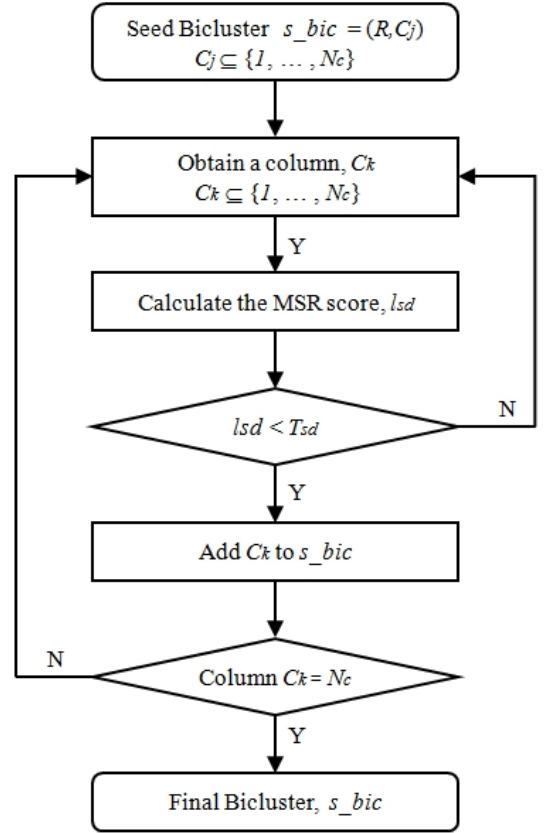 Seed Bicluster s_bic = (R,Cj)
Cj ⊆ {1, … , Nc}
Obtain a column, Ck
Ck ⊆ {1, … , Nc}
Y
Calculate the MSR score, lsd
lsd < Tsd
N
Y
Add Ck to s_bic
N
Column Ck = Nc
Y
Final Bicluster, s_bic